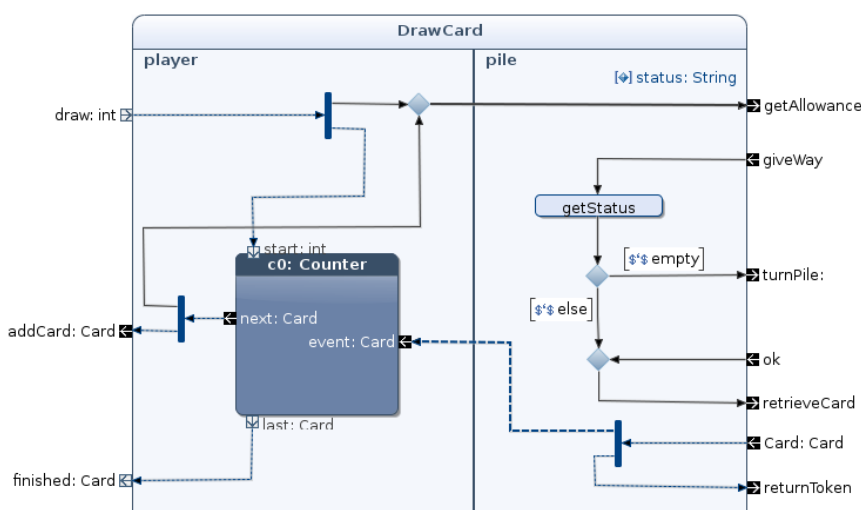 DrawCard
player
pile
[�] status: String
draw: int
getAllowance
giveWay
getStatus
start: int
c0: Counter
[$'$ empty]
turnPile:
[$'$ else]
next: Card
addCard: Card
event: Card
ok
retrieveCard
last: Card
Card: Card
finished: Card
returnToken